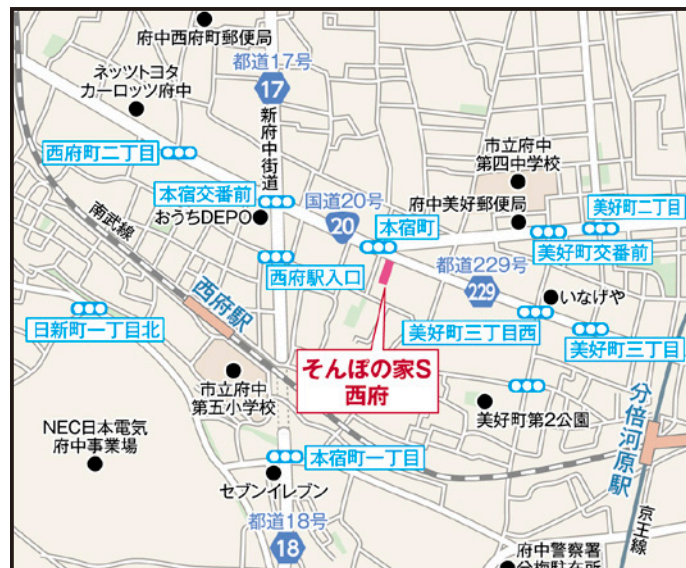 府中西府町郵便局
都道17号
17
新府中街道
ネッツトヨタ
カーロッツ府中
西府町二丁目
本宿交番前
おうちDEPO
国道20号
20
本宿町
市立府中
第四中学校
府中美好郵便局
美好町二丁目
美好町交番前
南武線
西府駅入口
都道229号
229
いなげや
西府駅
日新町一丁目北
美好町三丁目西
美好町三丁目
そんぽの家S
西府
市立府中
第五小学校
美好町第2公園
分倍河原駅
NEC日本電気
府中事業場
本宿町一丁目
セブンイレブン
都道18号
18
京王線
府中警察署
分梅駐在所